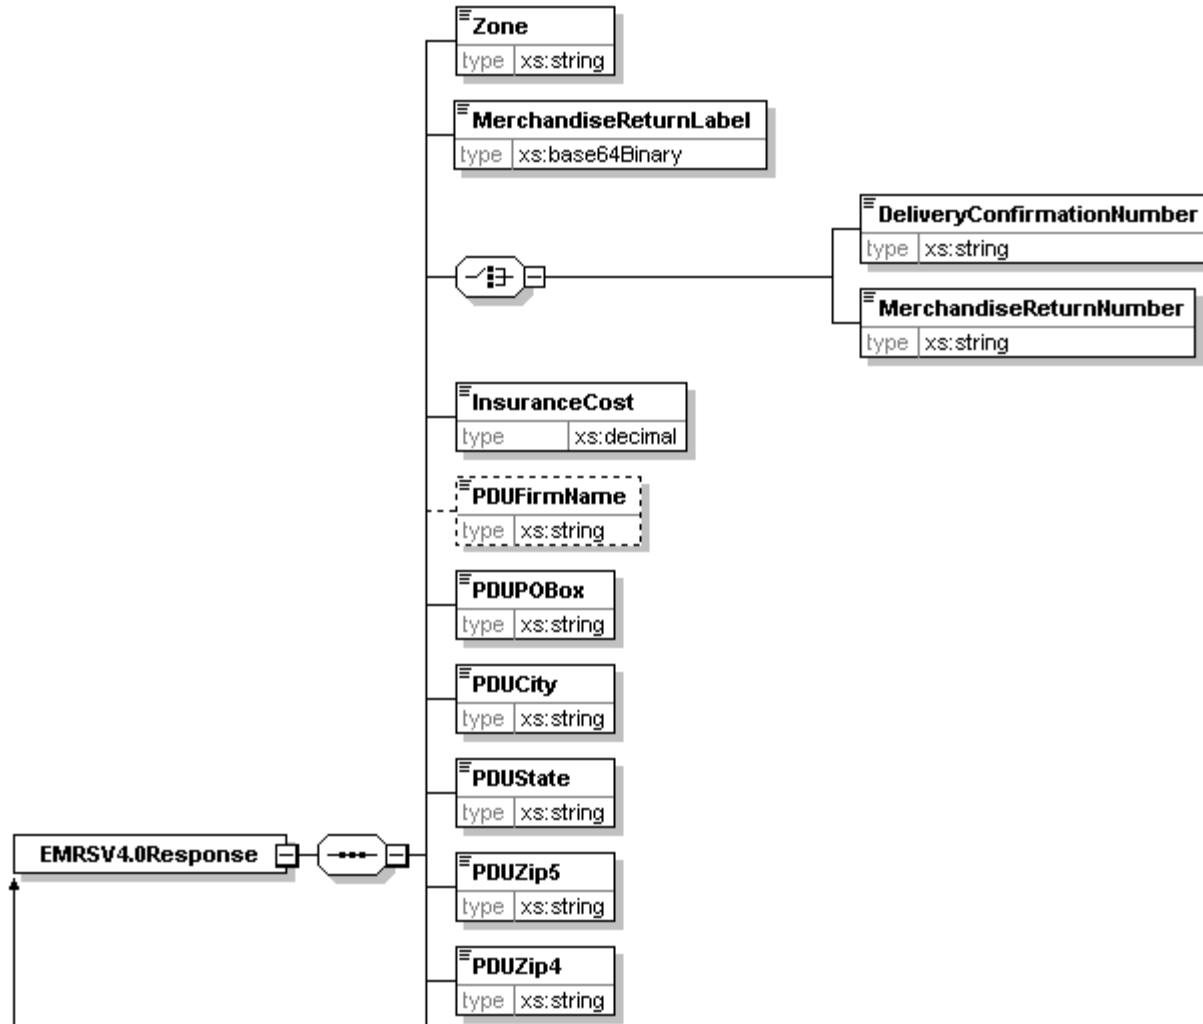 Zone
type xs:string
MerchandiseReturnLabel
type xs:base64Binary
DeliveryConfirmationNumber
type xs:string
MerchandiseReturnNumber
type xs:string
InsuranceCost
type xs:decimal
PDUFirmName
type xs:string
PDUPOBox
type xs:string
PDUCity
type xs:string
PDUState
type xs:string
EMRSV4.0Response
PDUZip5
type xs:string
PDUZip4
type xs:string